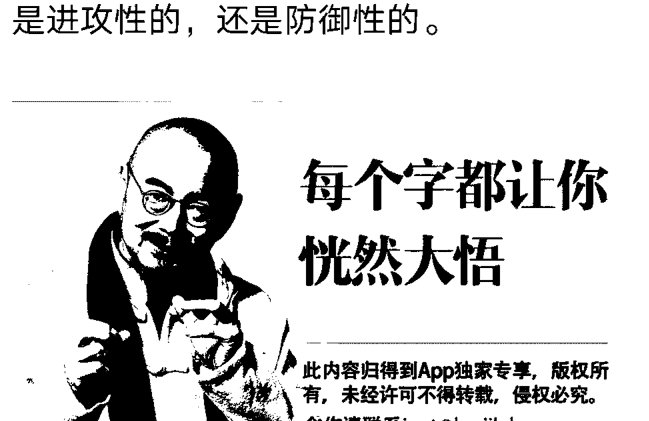 是进攻性的，还是防御性的。
每个字都让你
恍然大悟
此内容归得到App独家专享，版权所
有，未经许可不得转载，侵权必究。